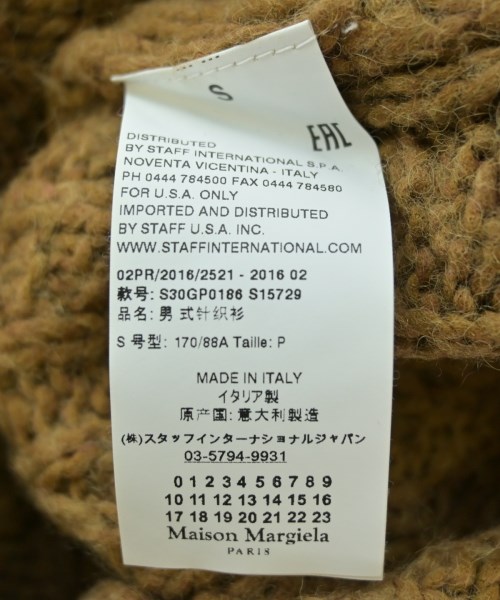 S
EAC
DISTRIBUTED
BY STAFF INTERNATIONAL S.P.A.
NOVENTA VICENTINA - ITALY
PH 0444 784500 FAX 0444 784580
FOR U.S.A. ONLY
IMPORTED AND DISTRIBUTED
BY STAFF U.S.A. INC.
WWW.STAFFINTERNATIONAL.COM
02PR/2016/2521 - 2016 02
款号: S30GP0186 S15729
品名: 男式针织衫
S 号型: 170/88A Taille: P
MADE IN ITALY
イタリア製
原产国: 意大利製造
(株)スタッフインターナショナルジャパン
03-5794-9931
0 1 2 3 4 5 6 7 8 9
10 11 12 13 14 15 16
17 18 19 20 21 22 23
Maison Margiela
PARIS